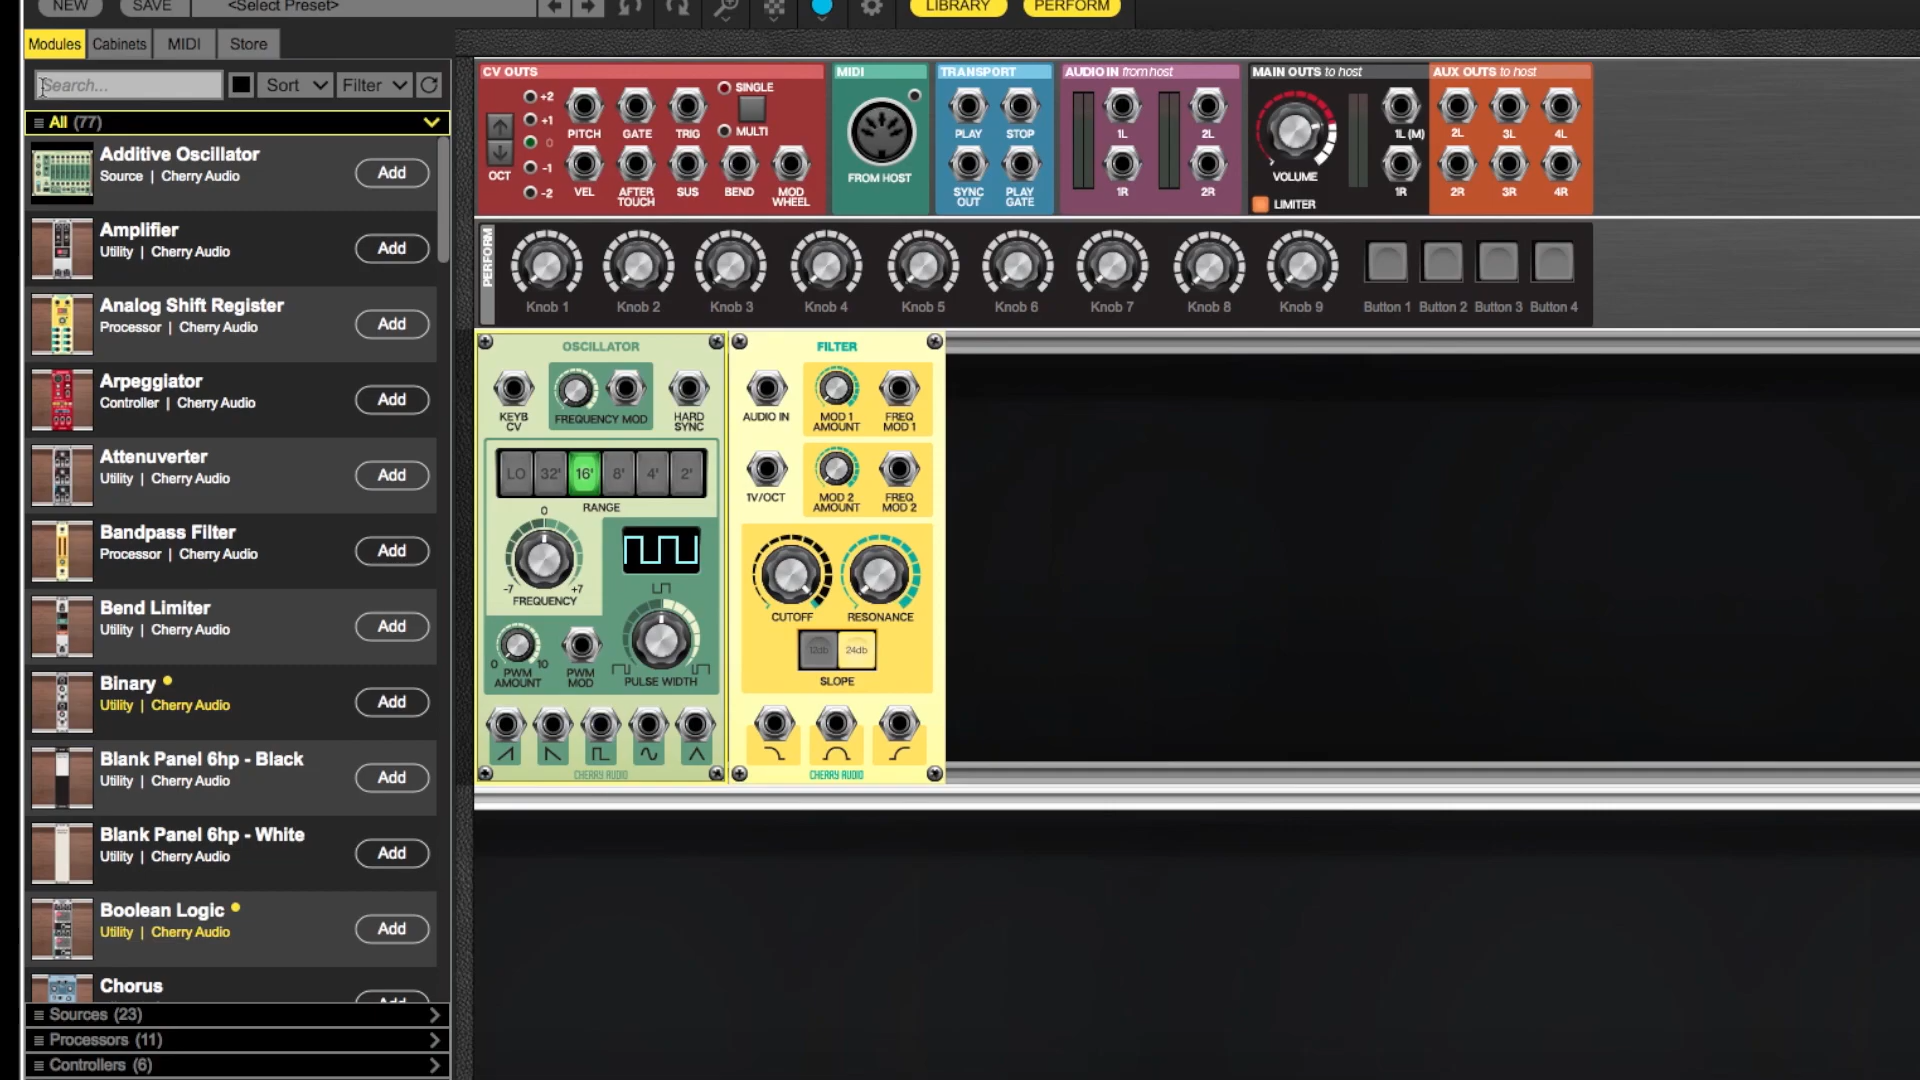 NEW SAVE <Select Preset> LIBRARY PERFORM
Modules Cabinets MIDI Store
Search... Sort Filter
All (77)
Additive Oscillator
Source | Cherry Audio
Add
Amplifier
Utility | Cherry Audio
Add
Analog Shift Register
Processor | Cherry Audio
Add
Arpeggiator
Controller | Cherry Audio
Add
Attenuverter
Utility | Cherry Audio
Add
Bandpass Filter
Processor | Cherry Audio
Add
Bend Limiter
Utility | Cherry Audio
Add
Binary
Utility | Cherry Audio
Add
Blank Panel 6hp - Black
Utility | Cherry Audio
Add
Blank Panel 6hp - White
Utility | Cherry Audio
Add
Boolean Logic
Utility | Cherry Audio
Add
Chorus
Add
Sources (23)
Processors (11)
Controllers (6)
CV OUTS
+2
+1
0
-1
-2
OCT
PITCH GATE TRIG
SINGLE
MULTI
VEL AFTER TOUCH SUS BEND MOD WHEEL
MIDI
FROM HOST
TRANSPORT
PLAY STOP
SYNC OUT PLAY GATE
AUDIO IN from host
1L 2L
1R 2R
MAIN OUTS to host
VOLUME
LIMITER
1L (M)
1R
AUX OUTS to host
2L 3L 4L
2R 3R 4R
PERFORM
Knob 1 Knob 2 Knob 3 Knob 4 Knob 5 Knob 6 Knob 7 Knob 8 Knob 9 Button 1 Button 2 Button 3 Button 4
OSCILLATOR
KEYB CV
FREQUENCY MOD
HARD SYNC
LO 32' 16' 8' 4' 2'
RANGE
0
-7 +7
FREQUENCY
0 10
PWM AMOUNT
PWM MOD
PULSE WIDTH
CHERRY AUDIO
FILTER
AUDIO IN
MOD 1 AMOUNT
FREQ MOD 1
1V/OCT
MOD 2 AMOUNT
FREQ MOD 2
CUTOFF RESONANCE
12db 24db
SLOPE
CHERRY AUDIO